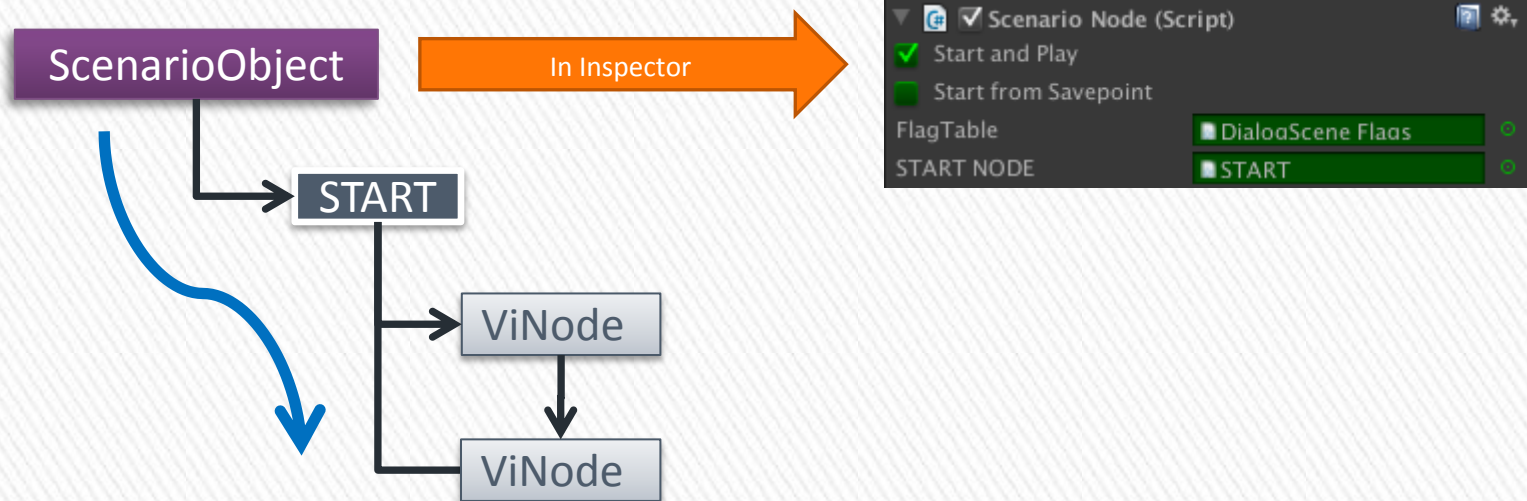 ScenarioObject
In Inspector
START
ViNode
ViNode
Scenario Node (Script)
Start and Play
Start from Savepoint
FlagTable
DialogScene Flags
START NODE
START